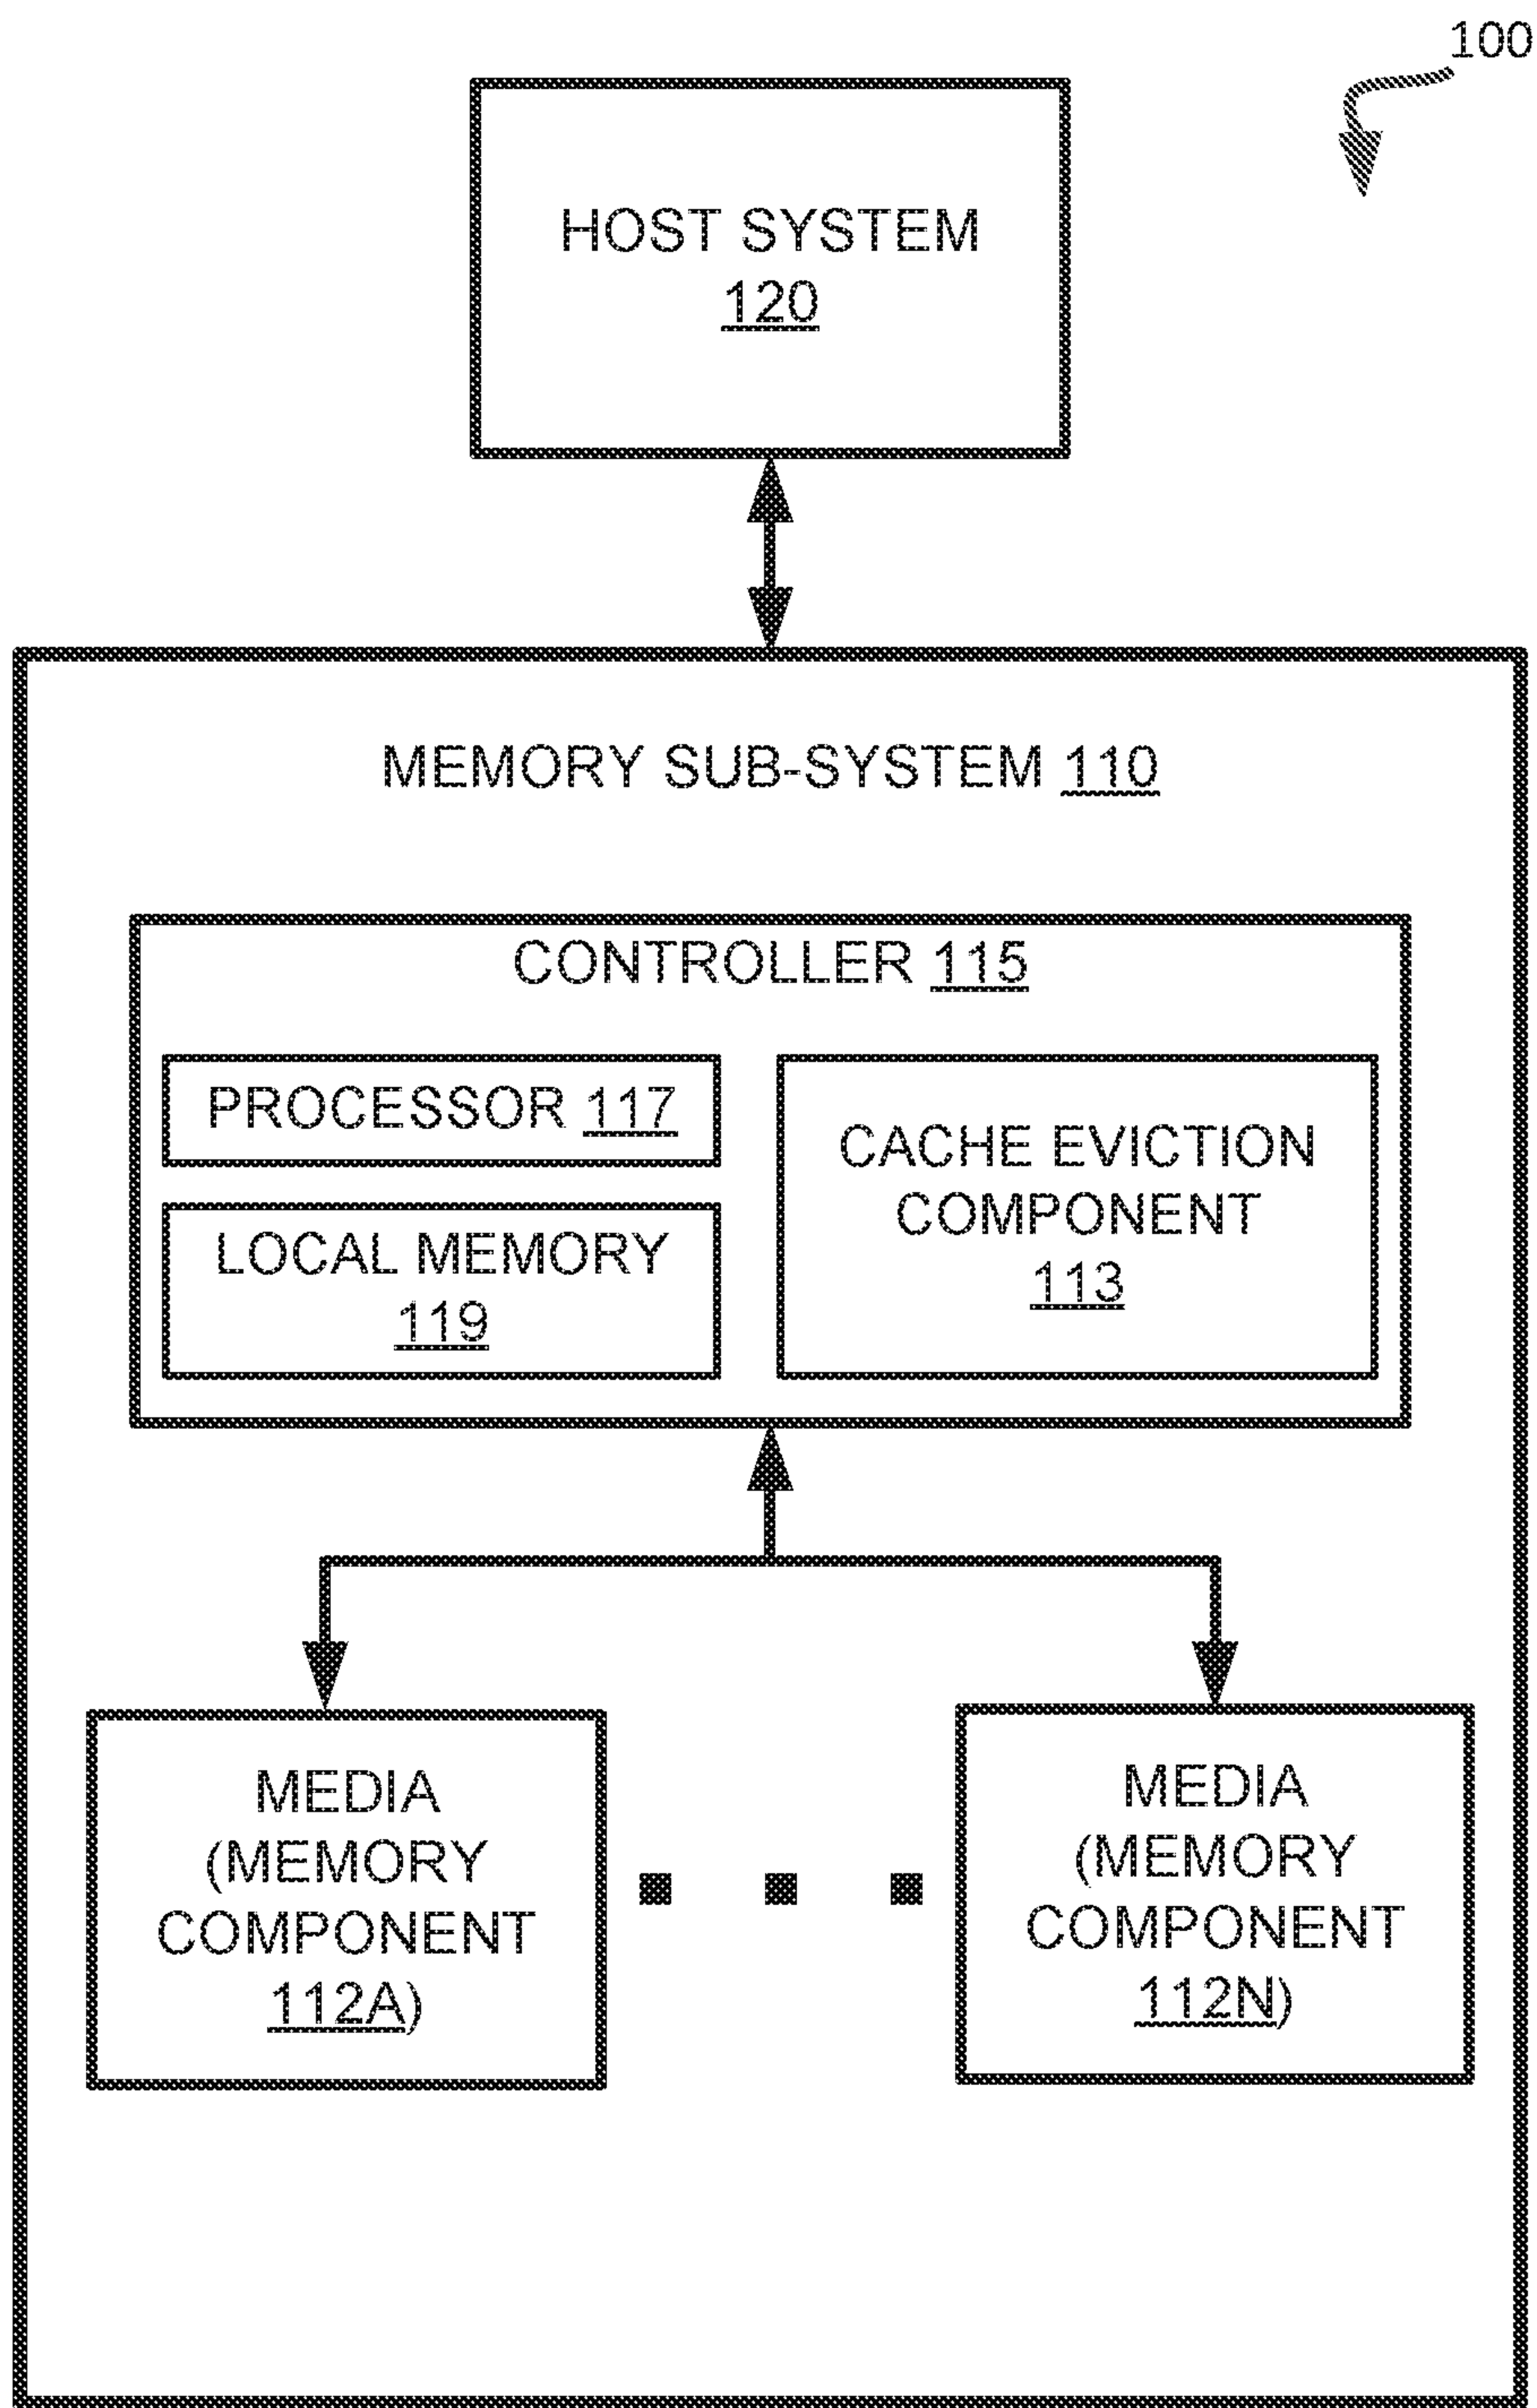 100
HOST SYSTEM
120
MEMORY SUB-SYSTEM 110
CONTROLLER 115
PROCESSOR 117
LOCAL MEMORY
119
CACHE EVICTION
COMPONENT
113
MEDIA
(MEMORY
COMPONENT
112A)
MEDIA
(MEMORY
COMPONENT
112N)